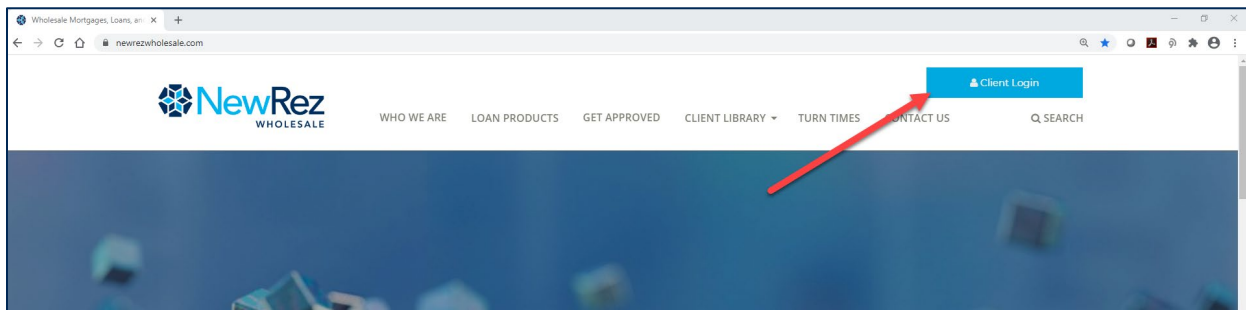 Wholesale Mortgages, Loans, an
newrezwholesale.com
Client Login
NewRez
WHOLESALE
WHO WE ARE LOAN PRODUCTS GET APPROVED CLIENT LIBRARY TURN TIMES CONTACT US SEARCH